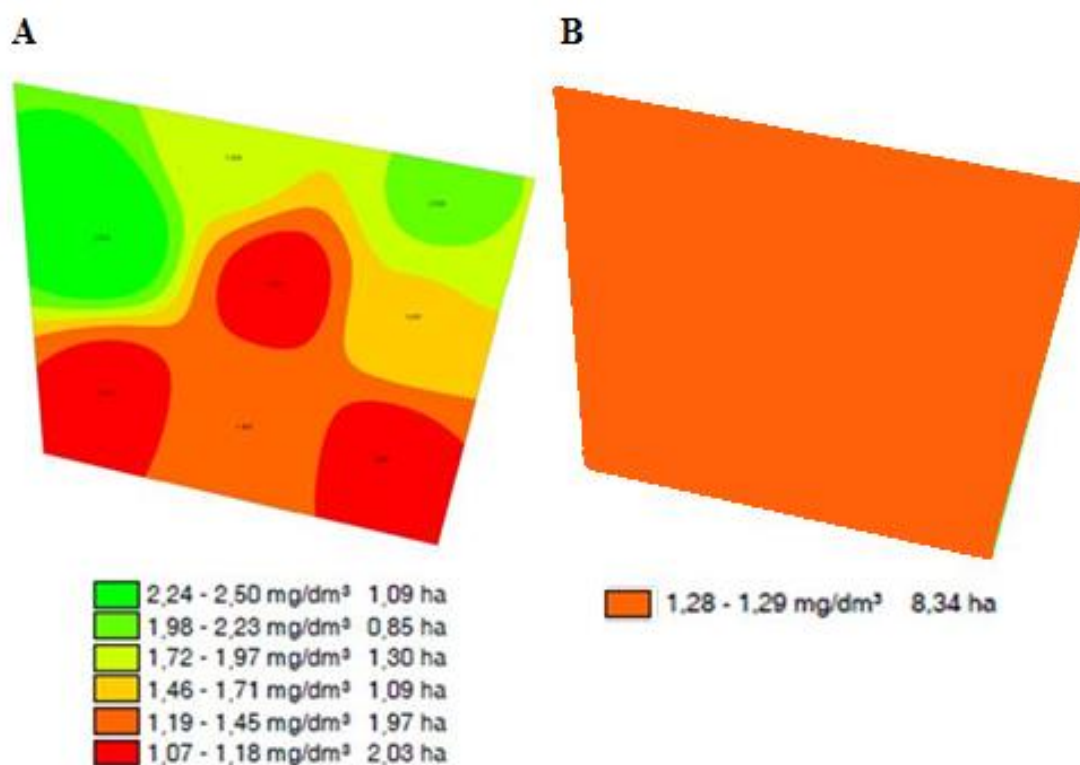 A
B
2,24 - 2,50 mg/dm³ 1,09 ha
1,98 - 2,23 mg/dm³ 0,85 ha
1,72 - 1,97 mg/dm³ 1,30 ha
1,46 - 1,71 mg/dm³ 1,09 ha
1,19 - 1,45 mg/dm³ 1,97 ha
1,07 - 1,18 mg/dm³ 2,03 ha
1,28 - 1,29 mg/dm³ 8,34 ha